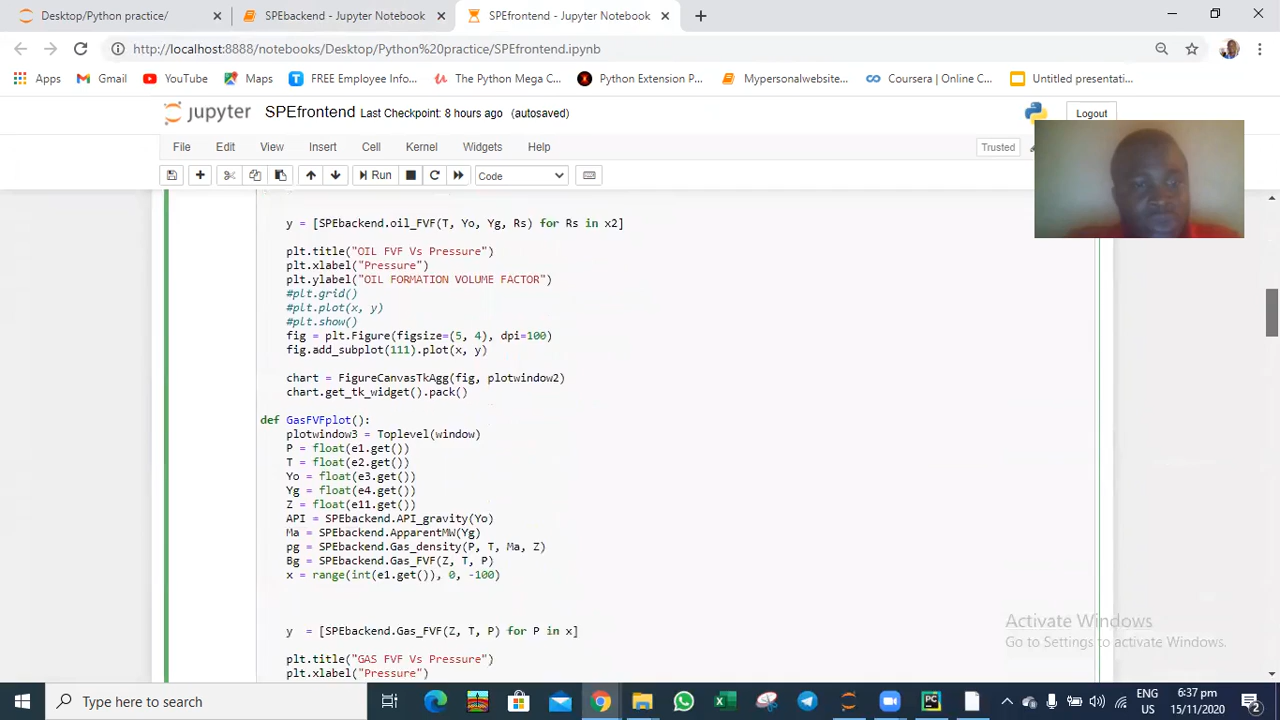 Desktop/Python practice/
SPEbackend - Jupyter Notebook
SPEfrontend - Jupyter Notebook
http://localhost:8888/notebooks/Desktop/Python%20practice/SPEfrontend.ipynb
Apps
Gmail
YouTube
Maps
FREE Employee Info...
The Python Mega C...
Python Extension P...
Mypersonalwebsite...
Coursera | Online C...
Untitled presentati...
jupyter SPEfrontend Last Checkpoint: 8 hours ago (autosaved)
Logout
File Edit View Insert Cell Kernel Widgets Help
Trusted
Run
Code
y = [SPEbackend.oil_FVF(T, Yo, Yg, Rs) for Rs in x2]
plt.title("OIL FVF Vs Pressure")
plt.xlabel("Pressure")
plt.ylabel("OIL FORMATION VOLUME FACTOR")
#plt.grid()
#plt.plot(x, y)
#plt.show()
fig = plt.Figure(figsize=(5, 4), dpi=100)
fig.add_subplot(111).plot(x, y)
chart = FigureCanvasTkAgg(fig, plotwindow2)
chart.get_tk_widget().pack()
def GasFVFplot():
plotwindow3 = Toplevel(window)
P = float(e1.get())
T = float(e2.get())
Yo = float(e3.get())
Yg = float(e4.get())
Z = float(e11.get())
API = SPEbackend.API_gravity(Yo)
Ma = SPEbackend.ApparentMW(Yg)
pg = SPEbackend.Gas_density(P, T, Ma, Z)
Bg = SPEbackend.Gas_FVF(Z, T, P)
x = range(int(e1.get()), 0, -100)
y = [SPEbackend.Gas_FVF(Z, T, P) for P in x]
plt.title("GAS FVF Vs Pressure")
plt.xlabel("Pressure")
Activate Windows
Go to Settings to activate Windows.
Type here to search
ENG
US
6:37 pm
15/11/2020
2